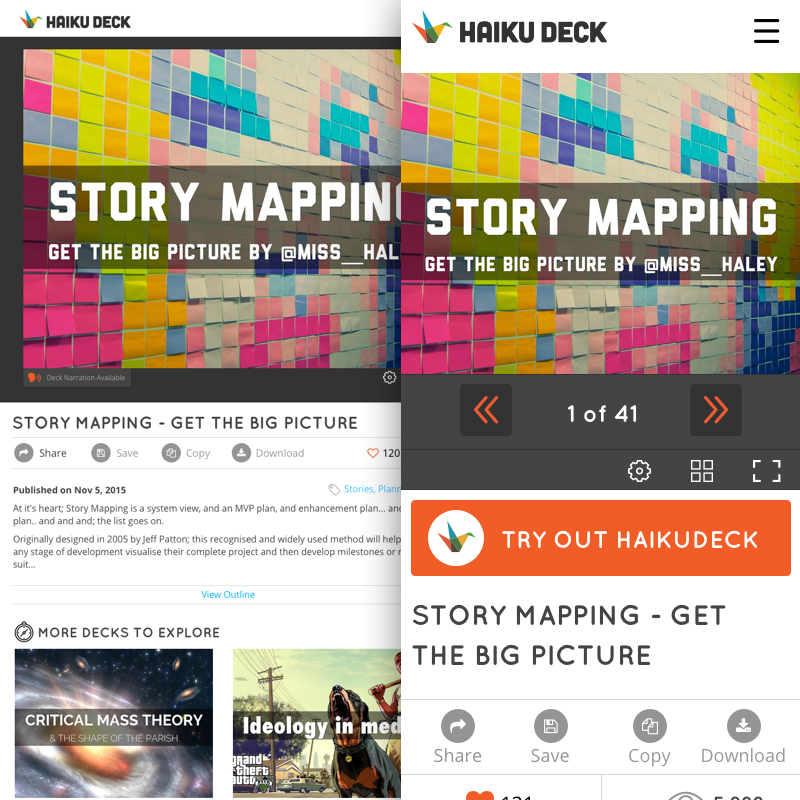 HAIKU DECK
STORY MAPPING
GET THE BIG PICTURE BY @MISS__HAL
Deck Narration Available
STORY MAPPING - GET THE BIG PICTURE
Share
Save
Copy
Download
120
Published on Nov 5, 2015
Stories, Plann
At it's heart; Story Mapping is a system view, and an MVP plan, and enhancement plan... and
plan.. and and and; the list goes on.
Originally designed in 2005 by Jeff Patton; this recognised and widely used method will help
any stage of development visualise their complete project and then develop milestones or
suit...
View Outline
MORE DECKS TO EXPLORE
CRITICAL MASS THEORY
& THE SHAPE OF THE PARISH
Ideology in med
grand
theft
auto
HAIKU DECK
STORY MAPPING
GET THE BIG PICTURE BY @MISS__HALEY
1 of 41
TRY OUT HAIKUDECK
STORY MAPPING - GET
THE BIG PICTURE
Share
Save
Copy
Download